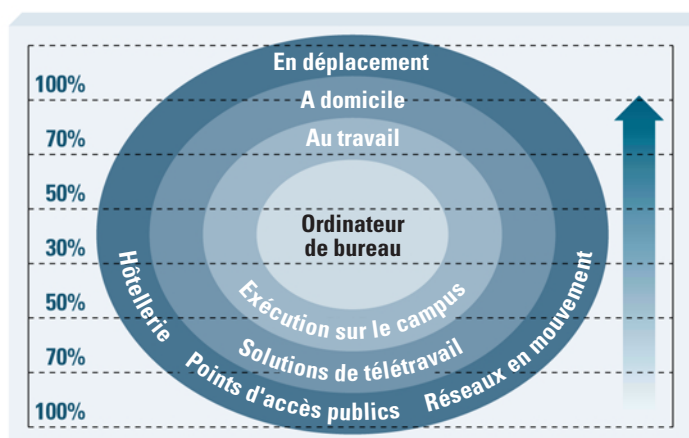 En déplacement
100%
A domicile
70%
Au travail
50%
Ordinateur
de bureau
30%
Exécution sur le campus
50%
Solutions de télétravail
70%
Hôtellerie
Points d'accès publics
Réseaux en mouvement
100%